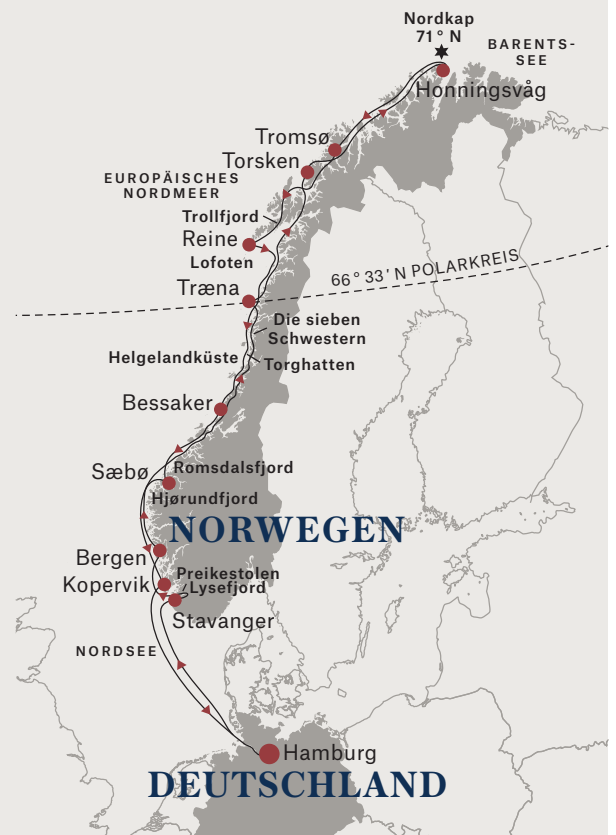 Nordkap
71° N
BARENTS-
SEE
Honningsvåg
Tromsø
Torsken
EUROPÄISCHES
NORDMEER
Trollfjord
Reine
Lofoten
66° 33’ N POLARKREIS
Træna
Die sieben
Schwestern
Helgelandküste
Torghatten
Bessaker
Sæbø
Romsdalsfjord
Hjørundfjord
NORWEGEN
Bergen
Kopervik
Preikestolen
Lysefjord
Stavanger
NORDSEE
Hamburg
DEUTSCHLAND